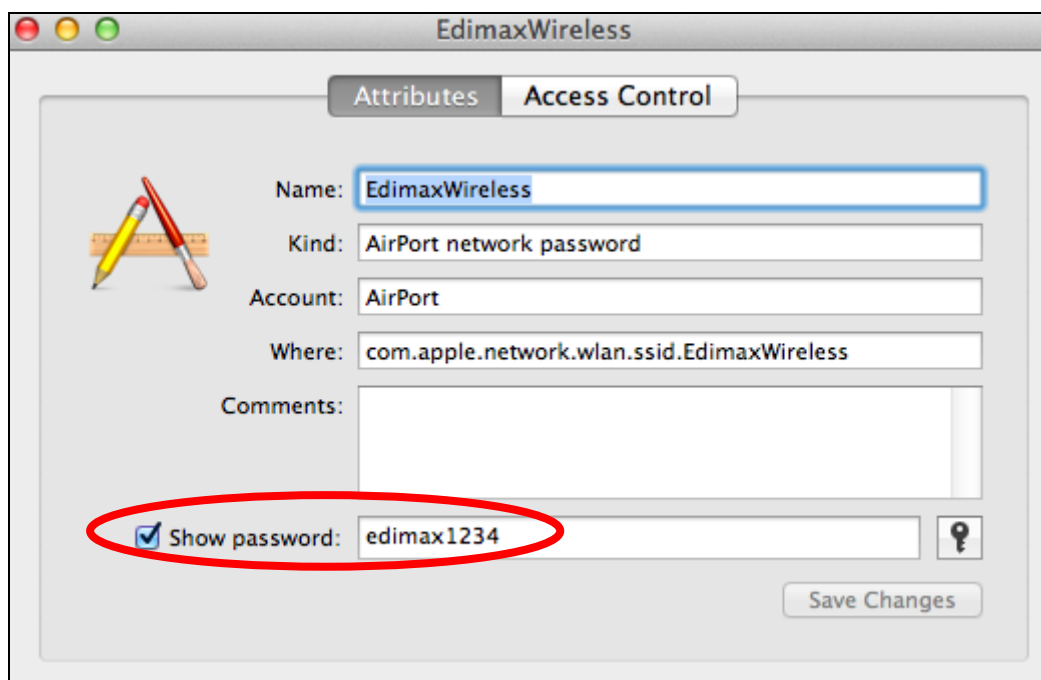 EdimaxWireless
Attributes Access Control
Name: EdimaxWireless
Kind: AirPort network password
Account: AirPort
Where: com.apple.network.wlan.ssid.EdimaxWireless
Comments:
Show password: edimax1234
Save Changes